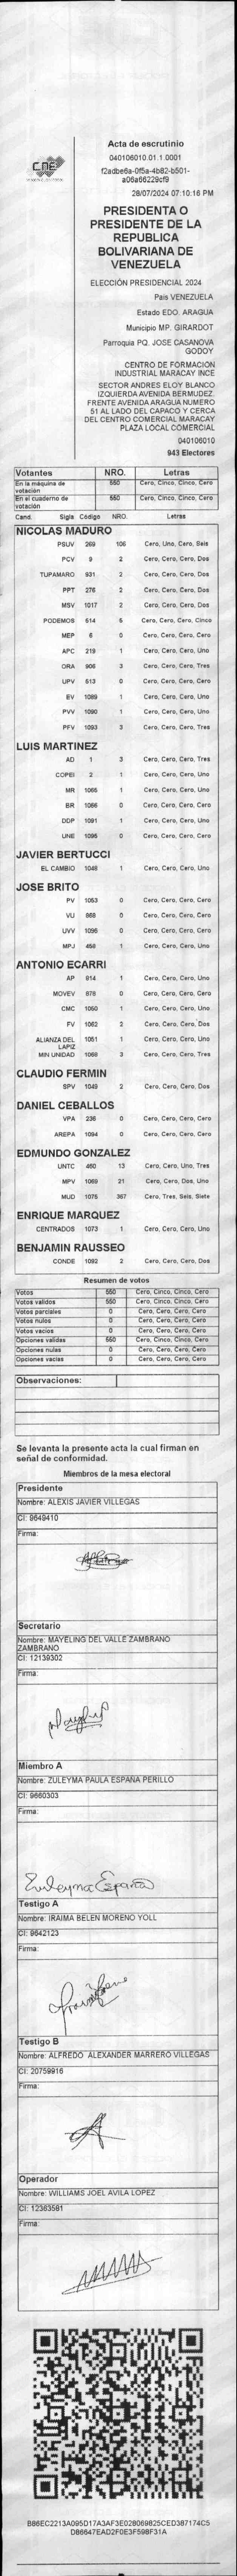 CNE
Acta de escrutinio
040106010.01.1.0001
f2adbe6a-0f5a-4b82-b501-
a06a66229cf9
28/07/2024 07:10:16 PM
PRESIDENTA O
PRESIDENTE DE LA
REPUBLICA
BOLIVARIANA DE
VENEZUELA
ELECCIÓN PRESIDENCIAL 2024
País VENEZUELA
Estado EDO. ARAGUA
Municipio MP. GIRARDOT
Parroquia PQ. JOSE CASANOVA
GODOY
CENTRO DE FORMACIÓN
INDUSTRIAL MARACAY INCE
SECTOR ANDRES ELOY BLANCO
IZQUIERDA AVENIDA BERMUDEZ.
FRENTE AVENIDA ARAGUA NUMERO
51 AL LADO DEL CAPACO Y CERCA
DEL CENTRO COMERCIAL MARACAY
PLAZA LOCAL COMERCIAL
040106010
943 Electores
Votantes NRO. Letras
En la máquina de votación 550 Cero, Cinco, Cinco, Cero
En el cuaderno de votación 550 Cero, Cinco, Cinco, Cero
Cand. Sigla Código NRO. Letras
NICOLAS MADURO
PSUV 269 106 Cero, Uno, Cero, Seis
PCV 9 2 Cero, Cero, Cero, Dos
TUPAMARO 931 2 Cero, Cero, Cero, Dos
PPT 276 2 Cero, Cero, Cero, Dos
MSV 1017 2 Cero, Cero, Cero, Dos
PODEMOS 514 5 Cero, Cero, Cero, Cinco
MEP 6 0 Cero, Cero, Cero, Cero
APC 219 1 Cero, Cero, Cero, Uno
ORA 906 3 Cero, Cero, Cero, Tres
UPV 613 0 Cero, Cero, Cero, Cero
EV 1089 1 Cero, Cero, Cero, Uno
PVV 1090 1 Cero, Cero, Cero, Uno
PFV 1093 3 Cero, Cero, Cero, Tres
LUIS MARTINEZ
AD 1 3 Cero, Cero, Cero, Tres
COPEI 2 1 Cero, Cero, Cero, Uno
MR 1065 1 Cero, Cero, Cero, Uno
BR 1066 0 Cero, Cero, Cero, Cero
DDP 1091 1 Cero, Cero, Cero, Uno
UNE 1095 0 Cero, Cero, Cero, Cero
JAVIER BERTUCCI
EL CAMBIO 1048 1 Cero, Cero, Cero, Uno
JOSE BRITO
PV 1053 0 Cero, Cero, Cero, Cero
VU 868 0 Cero, Cero, Cero, Cero
UVV 1096 0 Cero, Cero, Cero, Cero
MPJ 458 1 Cero, Cero, Cero, Uno
ANTONIO ECARRI
AP 914 1 Cero, Cero, Cero, Uno
MOVEV 878 0 Cero, Cero, Cero, Cero
CMC 1050 1 Cero, Cero, Cero, Uno
FV 1062 2 Cero, Cero, Cero, Dos
ALIANZA DEL LAPIZ 1051 1 Cero, Cero, Cero, Uno
MIN UNIDAD 1068 3 Cero, Cero, Cero, Tres
CLAUDIO FERMIN
SPV 1049 2 Cero, Cero, Cero, Dos
DANIEL CEBALLOS
VPA 236 0 Cero, Cero, Cero, Cero
AREPA 1094 0 Cero, Cero, Cero, Cero
EDMUNDO GONZALEZ
UNTC 460 13 Cero, Cero, Uno, Tres
MPV 1069 21 Cero, Cero, Dos, Uno
MUD 1075 367 Cero, Tres, Seis, Siete
ENRIQUE MARQUEZ
CENTRADOS 1073 1 Cero, Cero, Cero, Uno
BENJAMIN RAUSSEO
CONDE 1092 2 Cero, Cero, Cero, Dos
Resumen de votos
Votos 550 Cero, Cinco, Cinco, Cero
Votos validos 550 Cero, Cinco, Cinco, Cero
Votos parciales 0 Cero, Cero, Cero, Cero
Votos nulos 0 Cero, Cero, Cero, Cero
Votos vacios 0 Cero, Cero, Cero, Cero
Opciones validas 550 Cero, Cinco, Cinco, Cero
Opciones nulas 0 Cero, Cero, Cero, Cero
Opciones vacias 0 Cero, Cero, Cero, Cero
Observaciones:
Se levanta la presente acta la cual firman en
señal de conformidad.
Miembros de la mesa electoral
Presidente
Nombre: ALEXIS JAVIER VILLEGAS
CI: 9649410
Firma:
Secretario
Nombre: MAYELING DEL VALLE ZAMBRANO
ZAMBRANO
CI: 12139302
Firma:
Miembro A
Nombre: ZULEYMA PAULA ESPAÑA PERILLO
CI: 9660303
Firma:
Zuleyma España
Testigo A
Nombre: IRAIMA BELEN MORENO YOLL
CI: 9642123
Firma:
Testigo B
Nombre: ALFREDO ALEXANDER MARRERO VILLEGAS
CI: 20759916
Firma:
Operador
Nombre: WILLIAMS JOEL AVILA LOPEZ
CI: 12363581
Firma:
B86EC2213A095D17A3AF3E028069825CED387174C5
D86647EAD2F0E3F598F31A